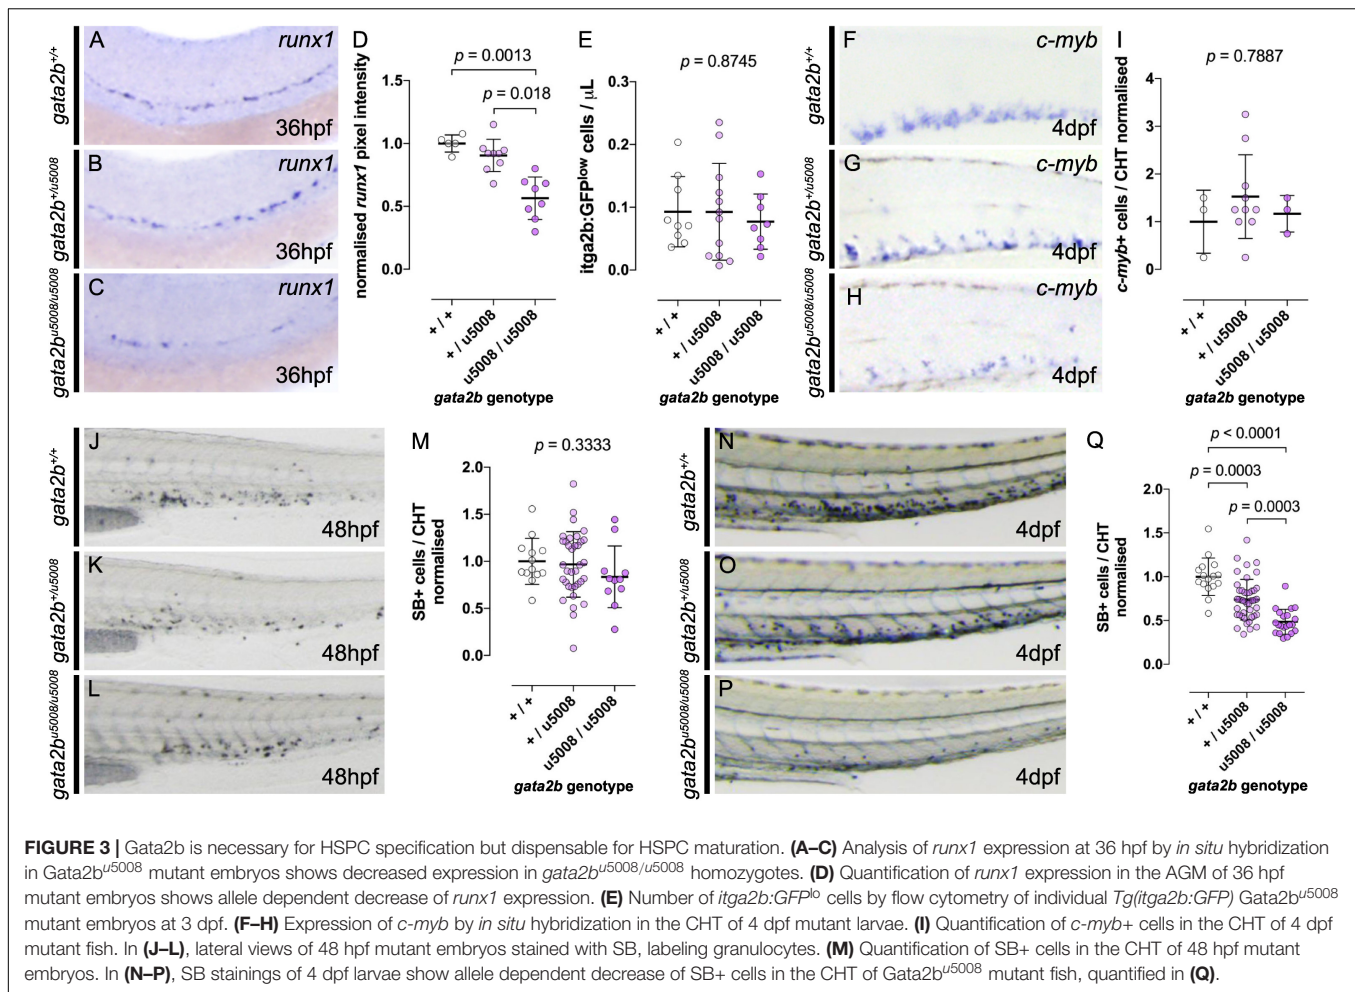 gata2b+/+
A
runx1
36hpf
gata2b+/u5008
B
runx1
36hpf
gata2bu5008/u5008
C
runx1
36hpf
D
normalised runx1 pixel intensity
p = 0.0013
p = 0.018
1.5
1.0
0.5
0.0
+ / +
+ / u5008
u5008 / u5008
gata2b genotype
E
itga2b:GFPlow cells / μL
p = 0.8745
0.3
0.2
0.1
0.0
+ / +
+ / u5008
u5008 / u5008
gata2b genotype
gata2b+/+
F
c-myb
4dpf
gata2b+/u5008
G
c-myb
4dpf
gata2bu5008/u5008
H
c-myb
4dpf
I
c-myb+ cells / CHT normalised
p = 0.7887
4
3
2
1
0
+ / +
+ / u5008
u5008 / u5008
gata2b genotype
gata2b+/+
J
48hpf
gata2b+/u5008
K
48hpf
gata2bu5008/u5008
L
48hpf
M
SB+ cells / CHT
normalised
p = 0.3333
2.0
1.5
1.0
0.5
0.0
+ / +
+ / u5008
u5008 / u5008
gata2b genotype
gata2b+/+
N
4dpf
gata2b+/u5008
O
4dpf
gata2bu5008/u5008
P
4dpf
Q
SB+ cells / CHT
normalised
p < 0.0001
p = 0.0003
p = 0.0003
2.0
1.5
1.0
0.5
0.0
+ / +
+ / u5008
u5008 / u5008
gata2b genotype
FIGURE 3 | Gata2b is necessary for HSPC specification but dispensable for HSPC maturation. (A–C) Analysis of runx1 expression at 36 hpf by in situ hybridization
in Gata2bu5008 mutant embryos shows decreased expression in gata2bu5008/u5008 homozygotes. (D) Quantification of runx1 expression in the AGM of 36 hpf
mutant embryos shows allele dependent decrease of runx1 expression. (E) Number of itga2b:GFPlo cells by flow cytometry of individual Tg(itga2b:GFP) Gata2bu5008
mutant embryos at 3 dpf. (F–H) Expression of c-myb by in situ hybridization in the CHT of 4 dpf mutant larvae. (I) Quantification of c-myb+ cells in the CHT of 4 dpf
mutant fish. In (J–L), lateral views of 48 hpf mutant embryos stained with SB, labeling granulocytes. (M) Quantification of SB+ cells in the CHT of 48 hpf mutant
embryos. In (N–P), SB stainings of 4 dpf larvae show allele dependent decrease of SB+ cells in the CHT of Gata2bu5008 mutant fish, quantified in (Q).